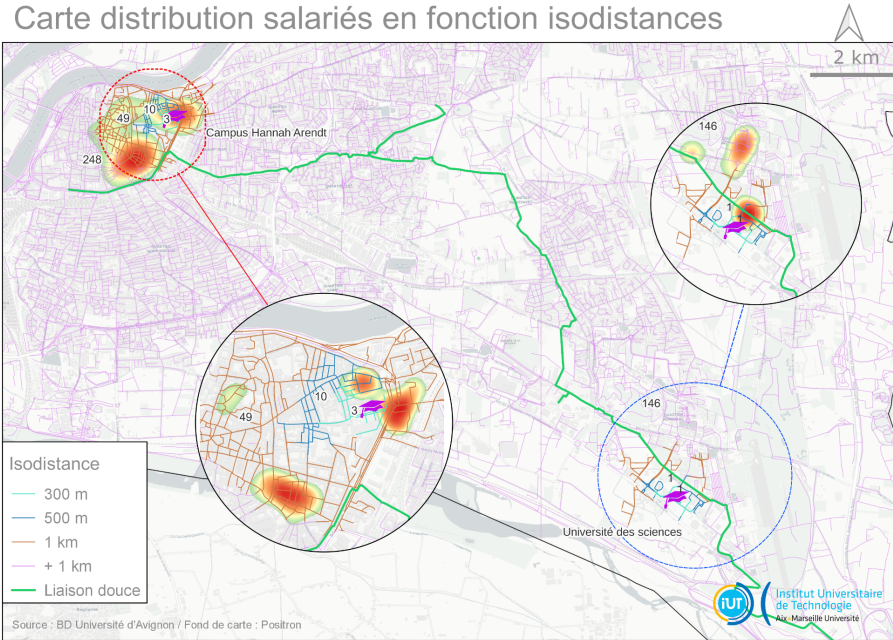 Carte distribution salariés en fonction isodistances
2 km
10
49
3
Campus Hannah Arendt
248
146
1
10
3
49
146
1
Université des sciences
Isodistance
300 m
500 m
1 km
+ 1 km
Liaison douce
iUT
Institut Universitaire
de Technologie
Aix-Marseille Université
Source : BD Université d'Avignon / Fond de carte : Positron